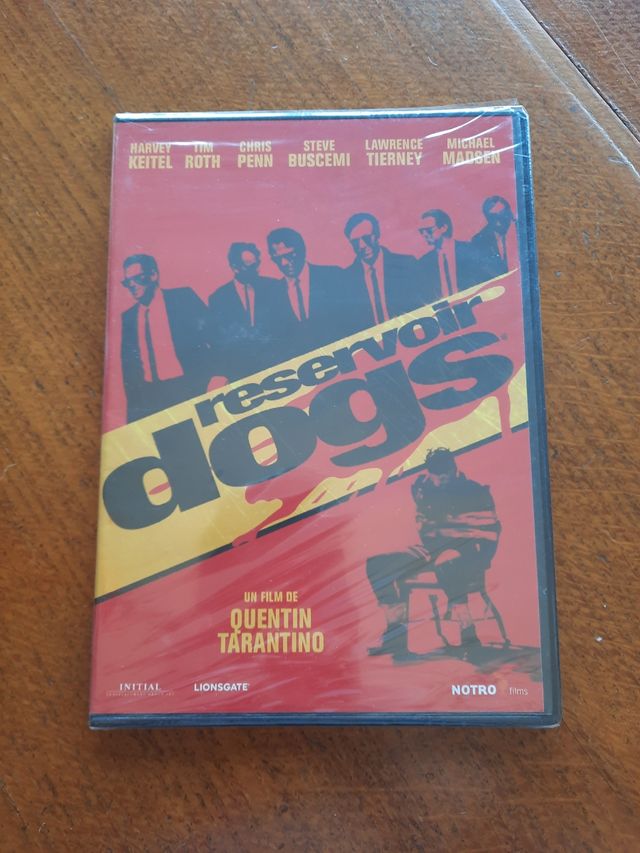 HARVEY TIM CHRIS STEVE LAWRENCE MICHAEL
KEITEL ROTH PENN BUSCEMI TIERNEY MADSEN
reservoir
dogs
UN FILM DE
QUENTIN
TARANTINO
INITIAL LIONSGATE NOTRO films